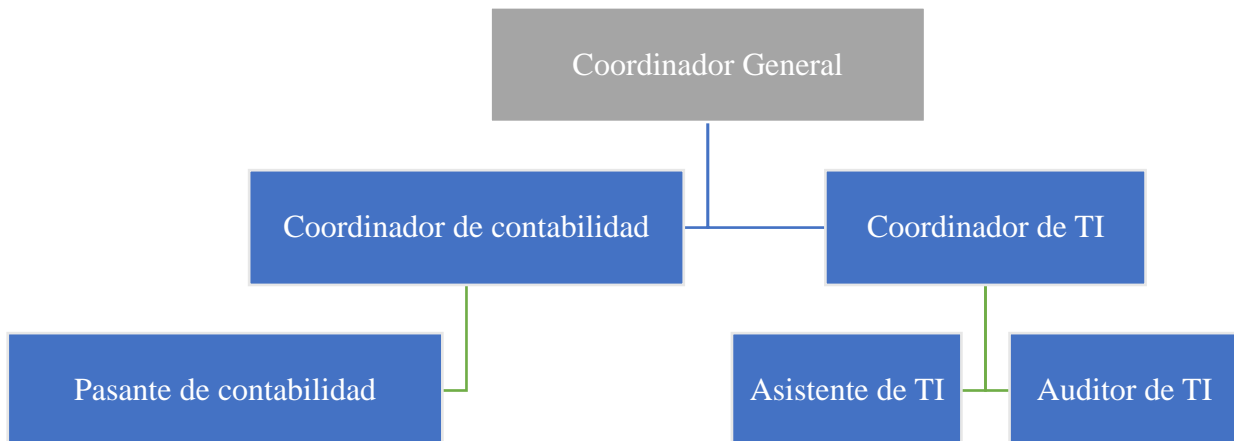 Coordinador General
Coordinador de contabilidad
Coordinador de TI
Pasante de contabilidad
Asistente de TI
Auditor de TI